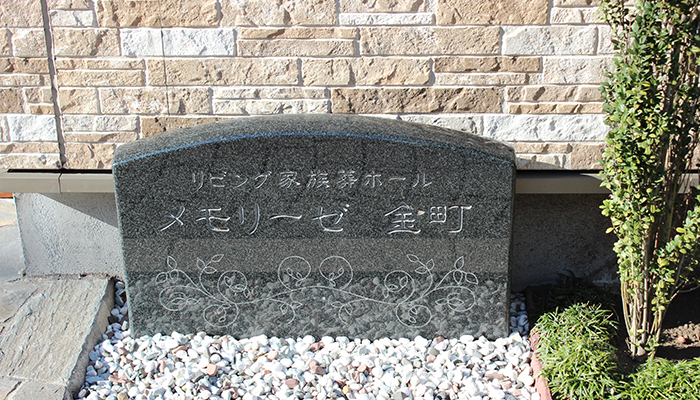 リビング家族葬ホール
メモリーゼ 金町